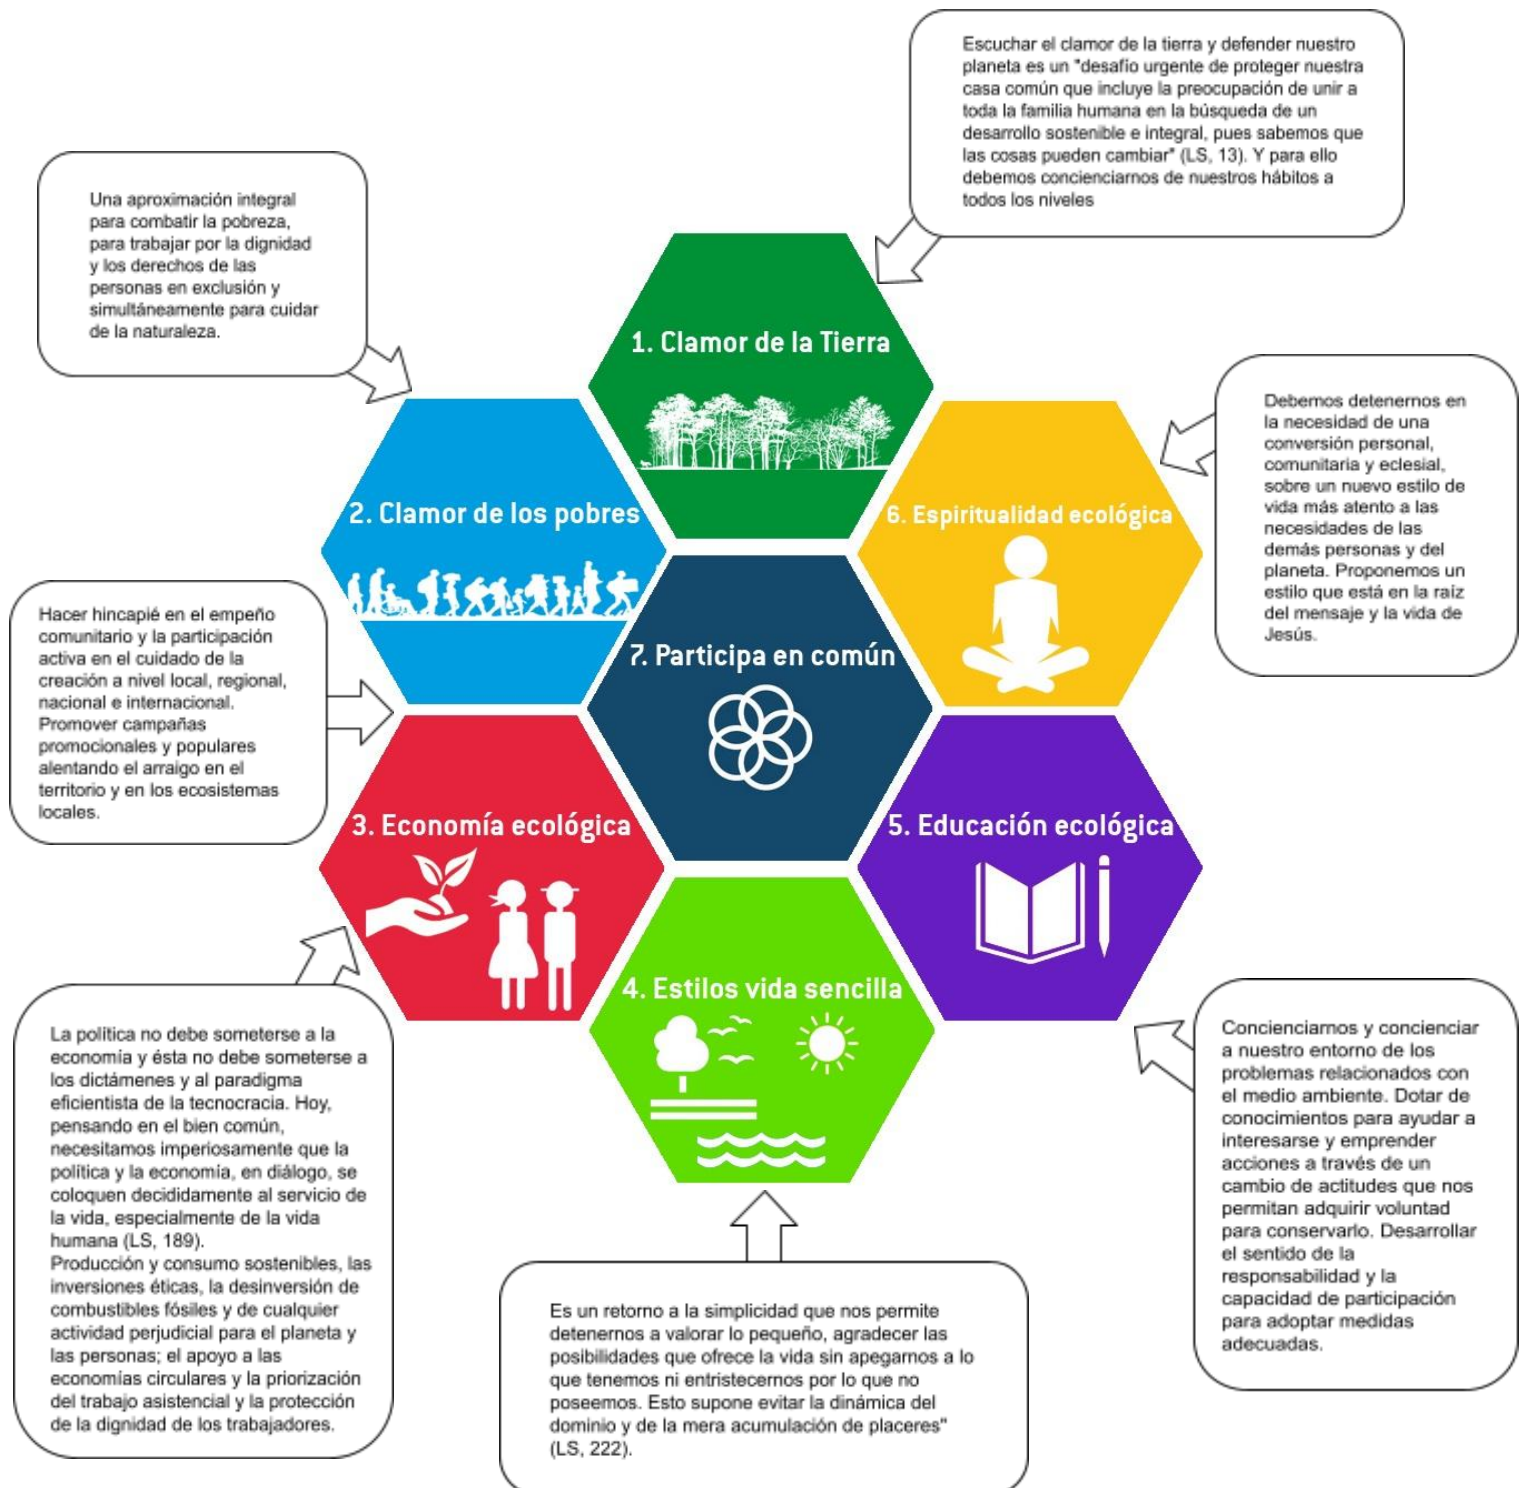 Escuchar el clamor de la tierra y defender nuestro
planeta es un "desafío urgente de proteger nuestra
casa común que incluye la preocupación de unir a
toda la familia humana en la búsqueda de un
desarrollo sostenible e integral, pues sabemos que
las cosas pueden cambiar" (LS, 13). Y para ello
debemos concienciarnos de nuestros hábitos a
todos los niveles
Una aproximación integral
para combatir la pobreza,
para trabajar por la dignidad
y los derechos de las
personas en exclusión y
simultáneamente para cuidar
de la naturaleza.
1. Clamor de la Tierra
Debemos detenernos en
la necesidad de una
conversión personal,
comunitaria y eclesial,
sobre un nuevo estilo de
vida más atento a las
necesidades de las
demás personas y del
planeta. Proponemos un
estilo que está en la raíz
del mensaje y la vida de
Jesús.
2. Clamor de los pobres
6. Espiritualidad ecológica
Hacer hincapié en el empeño
comunitario y la participación
activa en el cuidado de la
creación a nivel local, regional,
nacional e internacional.
Promover campañas
promocionales y populares
alentando el arraigo en el
territorio y en los ecosistemas
locales.
7. Participa en común
3. Economía ecológica
5. Educación ecológica
4. Estilos vida sencilla
La política no debe someterse a la
economía y ésta no debe someterse a
los dictámenes y al paradigma
eficientista de la tecnocracia. Hoy,
pensando en el bien común,
necesitamos imperiosamente que la
política y la economía, en diálogo, se
coloquen decididamente al servicio de
la vida, especialmente de la vida
humana (LS, 189).
Producción y consumo sostenibles, las
inversiones éticas, la desinversión de
combustibles fósiles y de cualquier
actividad perjudicial para el planeta y
las personas; el apoyo a las
economías circulares y la priorización
del trabajo asistencial y la protección
de la dignidad de los trabajadores.
Concienciarnos y concienciar
a nuestro entorno de los
problemas relacionados con
el medio ambiente. Dotar de
conocimientos para ayudar a
interesarse y emprender
acciones a través de un
cambio de actitudes que nos
permitan adquirir voluntad
para conservarlo. Desarrollar
el sentido de la
responsabilidad y la
capacidad de participación
para adoptar medidas
adecuadas.
Es un retorno a la simplicidad que nos permite
detenernos a valorar lo pequeño, agradecer las
posibilidades que ofrece la vida sin apegarnos a lo
que tenemos ni entristecernos por lo que no
poseemos. Esto supone evitar la dinámica del
dominio y de la mera acumulación de placeres"
(LS, 222).